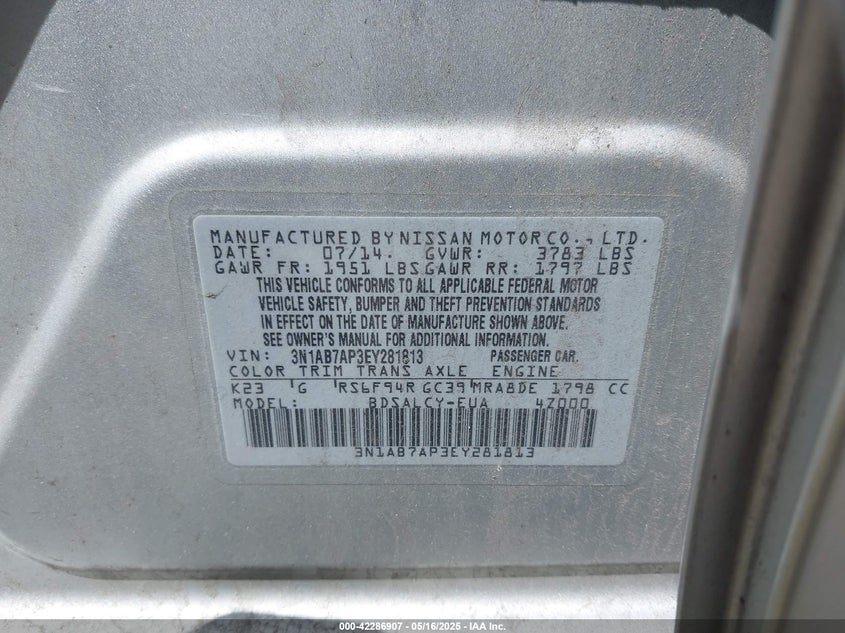 MANUFACTURED BY NISSAN MOTOR CO., LTD.
DATE: 07/14. GVWR: 3783 LBS
GAWR FR: 1951 LBS GAWR RR: 1797 LBS
THIS VEHICLE CONFORMS TO ALL APPLICABLE FEDERAL MOTOR
VEHICLE SAFETY, BUMPER AND THEFT PREVENTION STANDARDS
IN EFFECT ON THE DATE OF MANUFACTURE SHOWN ABOVE.
SEE OWNER'S MANUAL FOR ADDITIONAL INFORMATION.
VIN: 3N1AB7AP3EY281813 PASSENGER CAR.
COLOR TRIM TRANS AXLE ENGINE
K23 'G 'RS6F94R GC39'MRA8DE 1798 CC
MODEL: BDSALCY-EUA 4Z000
3N1AB7AP3EY281813
000-42286907 - 05/16/2025 - IAA Inc.